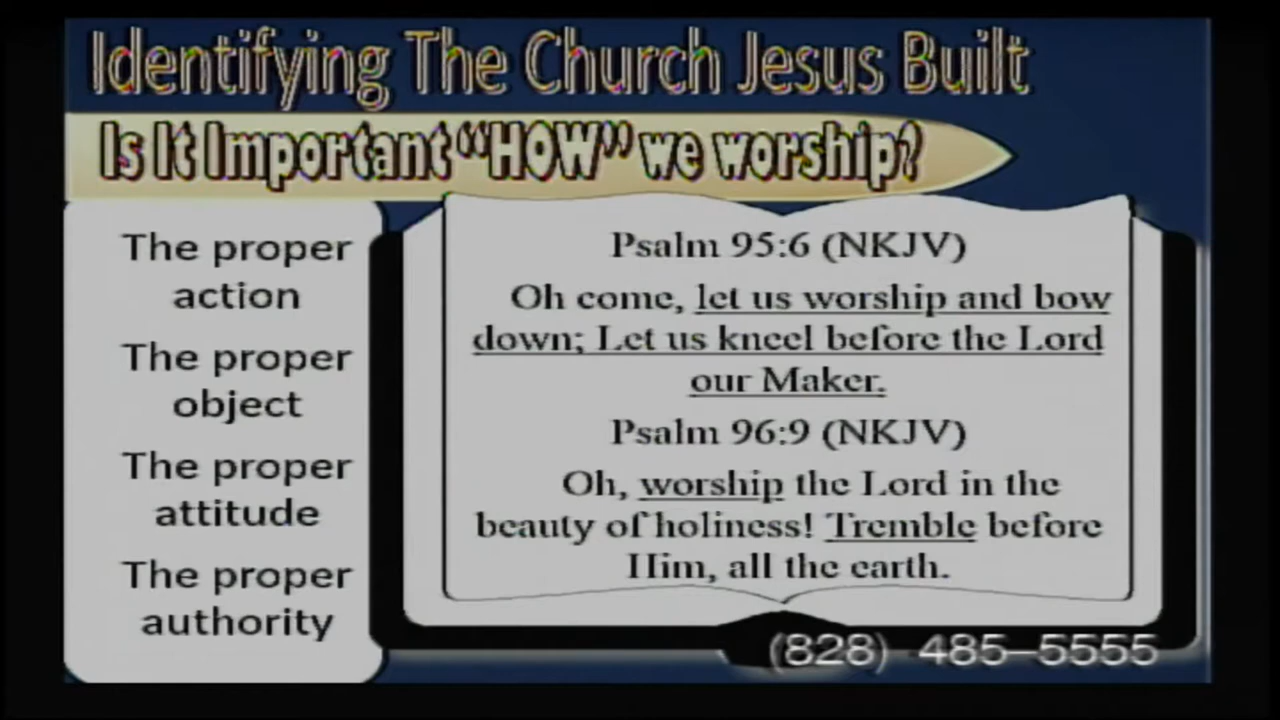 Identifying The Church Jesus Built
Is It Important “HOW” we worship?
The proper
action
The proper
object
The proper
attitude
The proper
authority
Psalm 95:6 (NKJV)
Oh come, let us worship and bow
down; Let us kneel before the Lord
our Maker.
Psalm 96:9 (NKJV)
Oh, worship the Lord in the
beauty of holiness! Tremble before
Him, all the earth.
(828) 485–5555